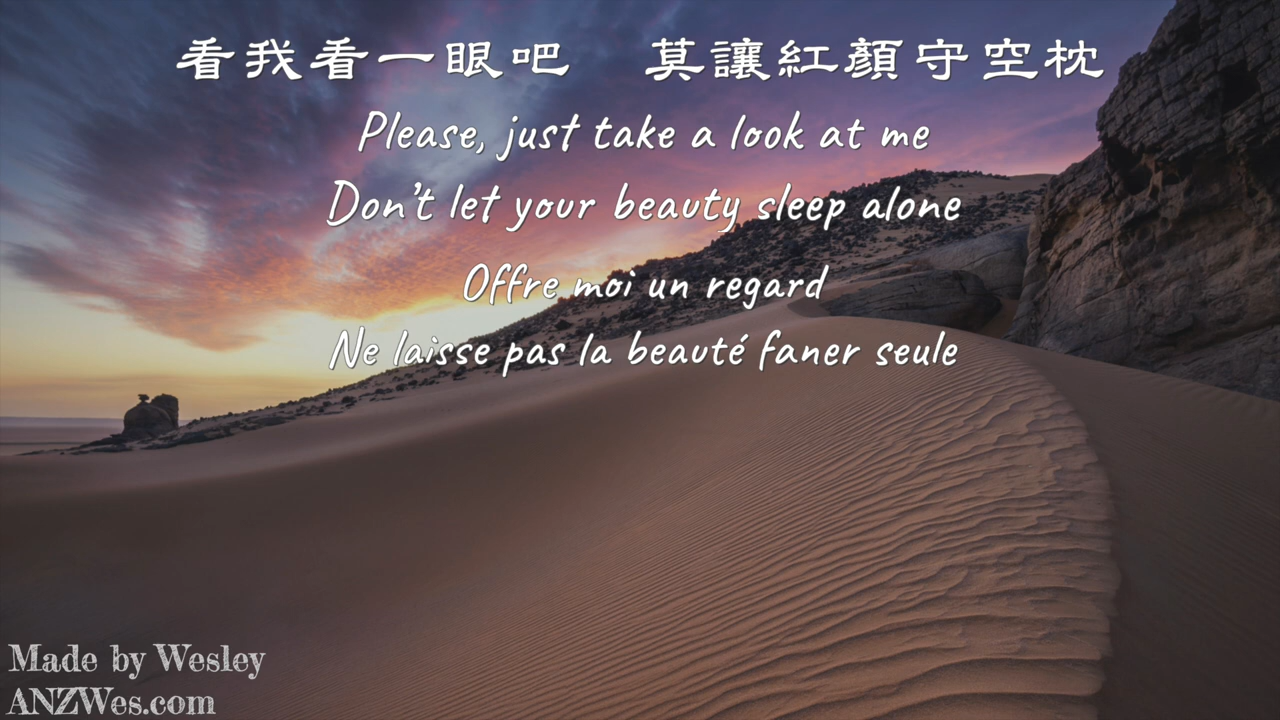 看我看一眼吧　莫讓紅顏守空枕
Please, just take a look at me
Don't let your beauty sleep alone
Offre moi un regard
Ne laisse pas la beauté faner seule
Made by Wesley
ANZWes.com